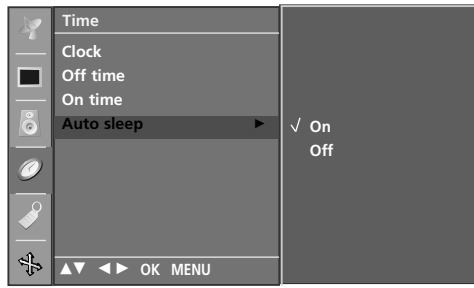 Time
Clock
Off time
On time
Auto sleep ►
√ On
Off
▲▼ ◄► OK MENU